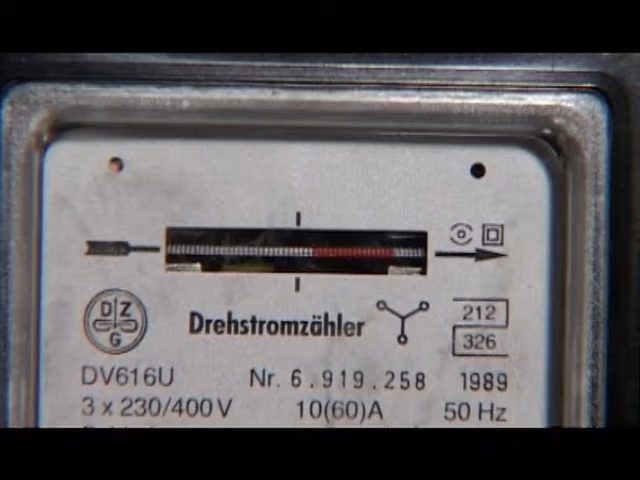 DZG
Drehstromzähler
212
326
DV616U Nr. 6.919.258 1989
3 x 230/400 V 10(60)A 50 Hz